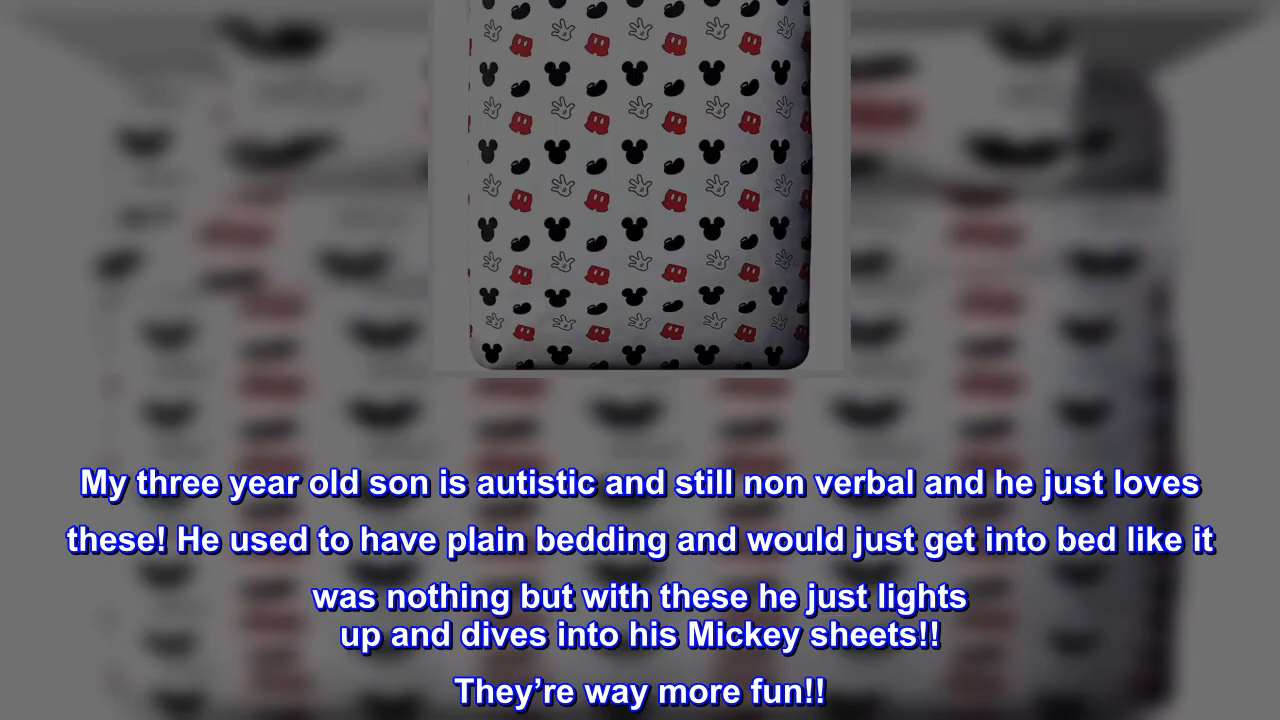 My three year old son is autistic and still non verbal and he just loves
these! He used to have plain bedding and would just get into bed like it
was nothing but with these he just lights
up and dives into his Mickey sheets!!
They’re way more fun!!